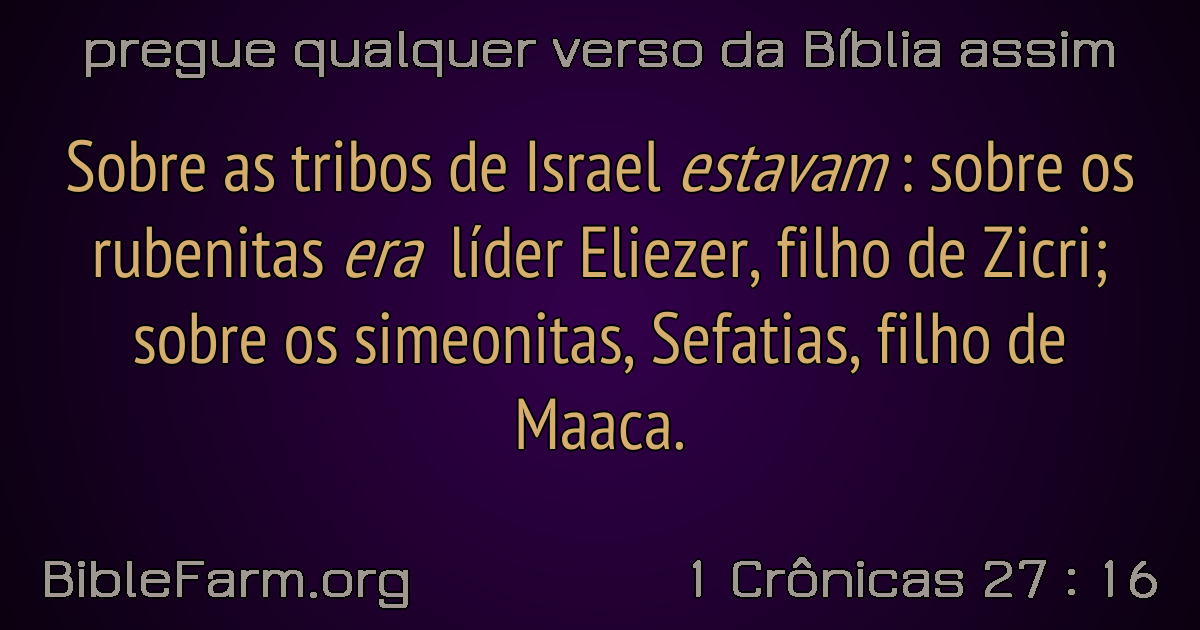 pregue qualquer verso da Bíblia assim
Sobre as tribos de Israel estavam : sobre os
rubenitas era líder Eliezer, filho de Zicri;
sobre os simeonitas, Sefatias, filho de
Maaca.
BibleFarm.org
1 Crônicas 27 : 16